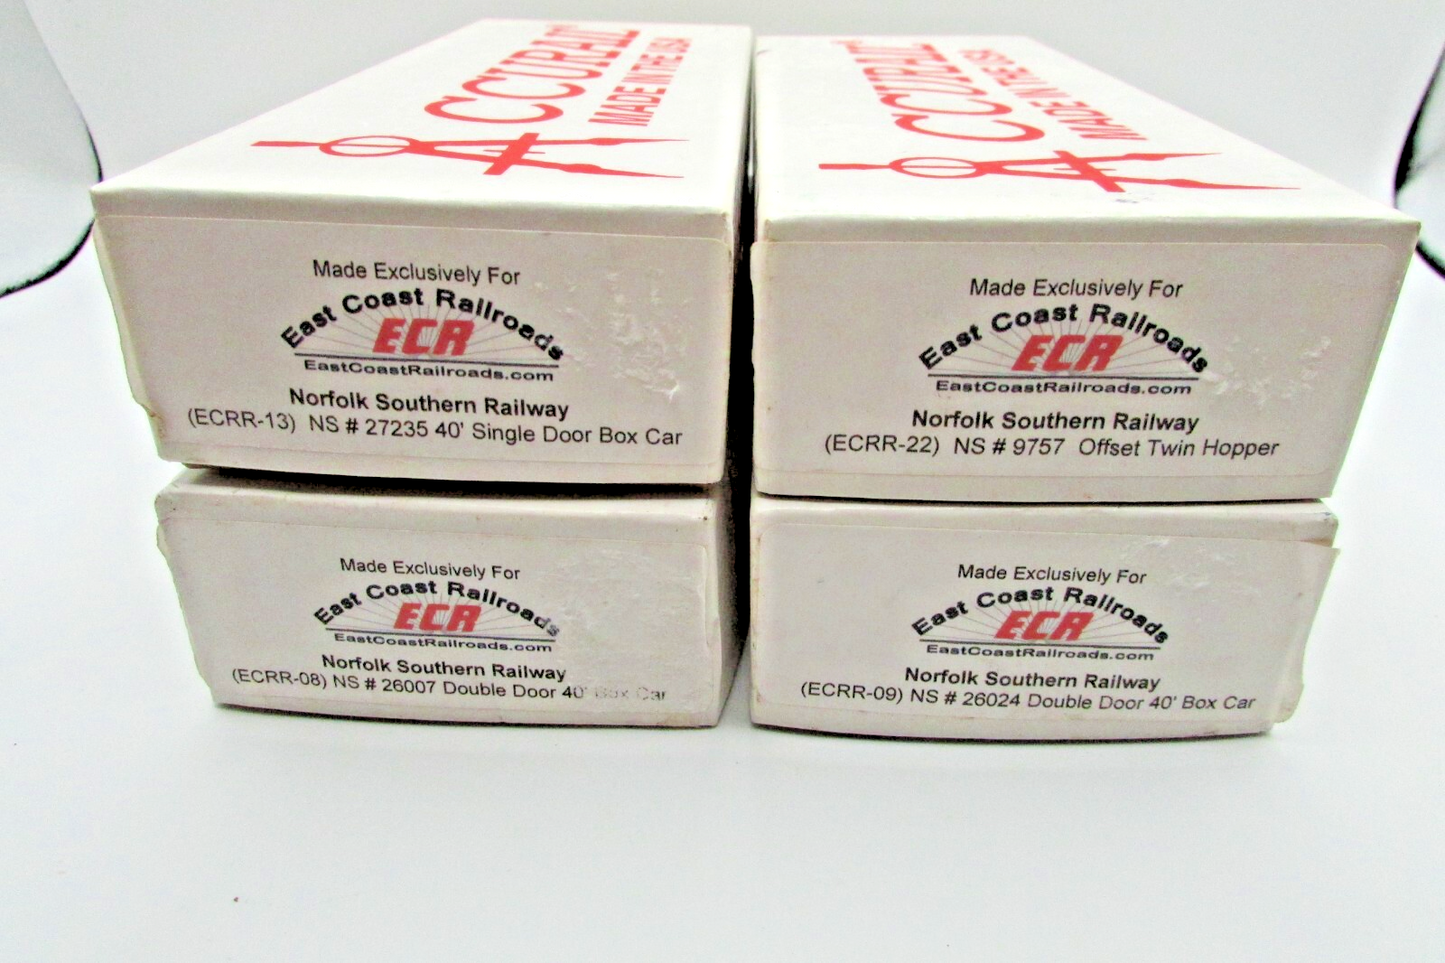 ACCURAIL
MADE IN THE USA
Made Exclusively For
East Coast Railroads
ECR
EastCoastRailroads.com
Norfolk Southern Railway
(ECRR-13) NS # 27235 40' Single Door Box Car
ACCURAIL
MADE IN THE USA
Made Exclusively For
East Coast Railroads
ECR
EastCoastRailroads.com
Norfolk Southern Railway
(ECRR-22) NS # 9757 Offset Twin Hopper
Made Exclusively For
East Coast Railroads
ECR
EastCoastRailroads.com
Norfolk Southern Railway
(ECRR-08) NS # 26007 Double Door 40' Box Car
Made Exclusively For
East Coast Railroads
ECR
EastCoastRailroads.com
Norfolk Southern Railway
(ECRR-09) NS # 26024 Double Door 40' Box Car